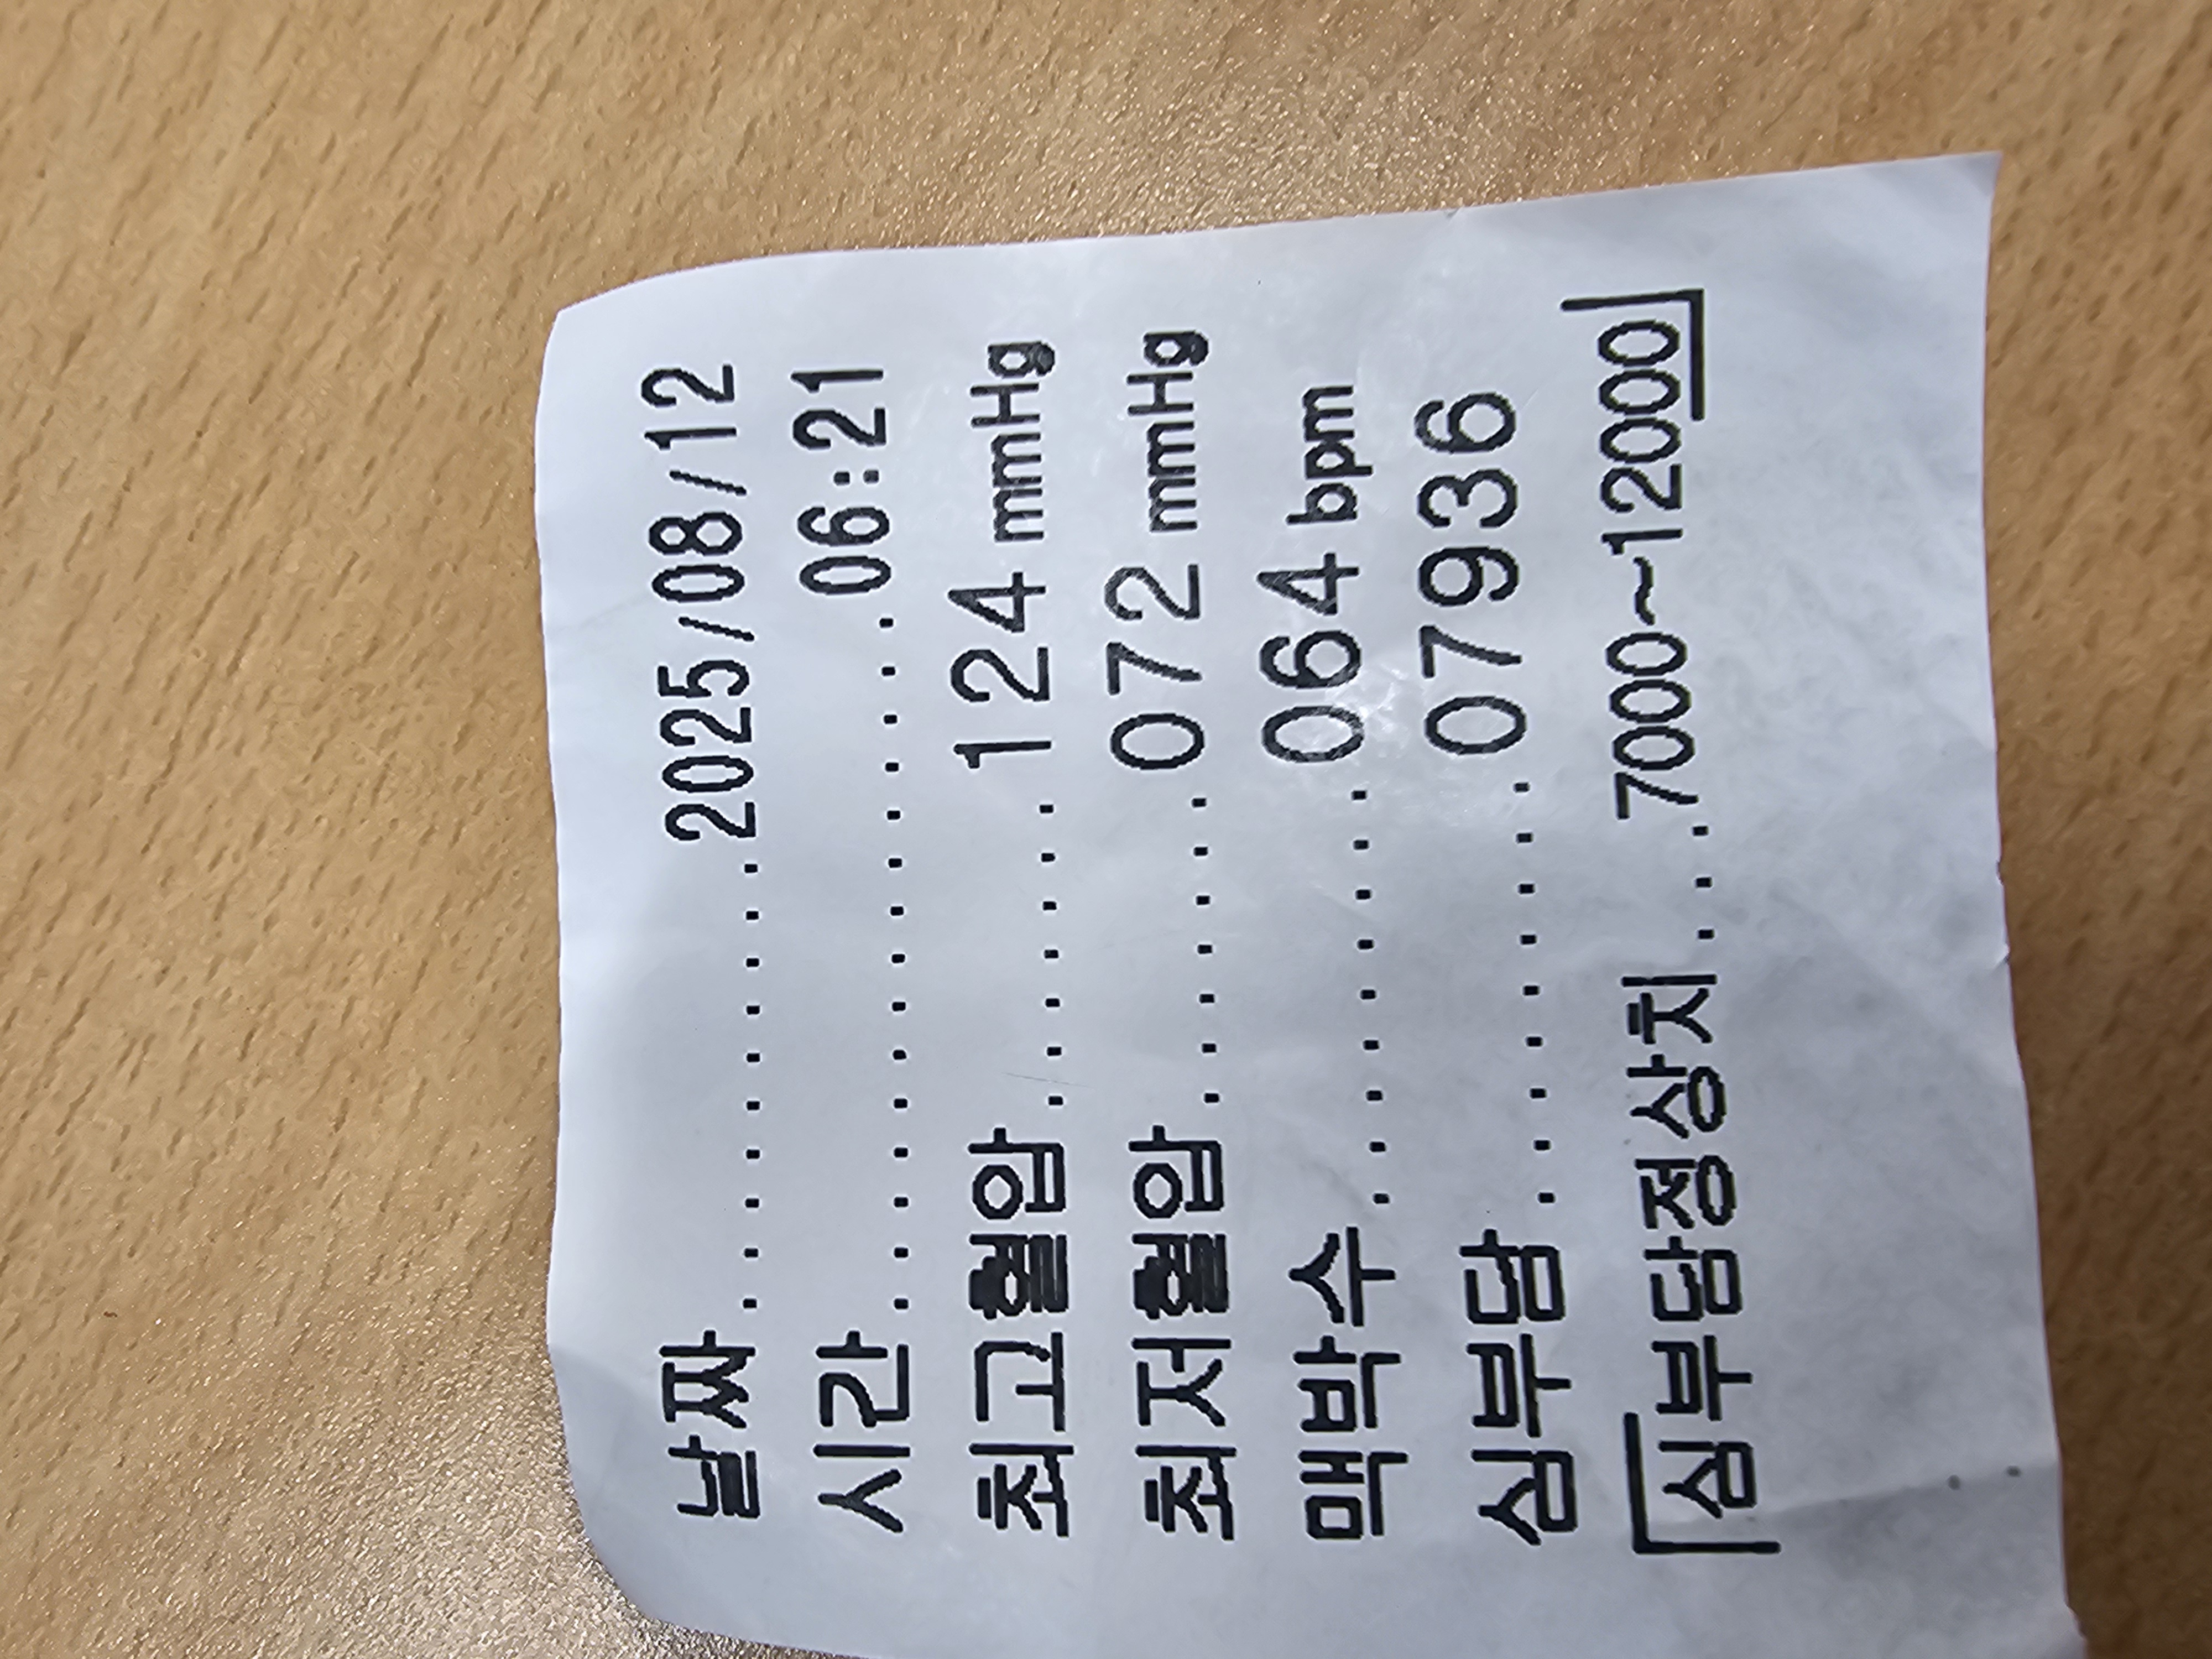 날짜..........2025/08/12
시간...............06:21
최고혈압.......124 mmHg
최저혈압.......072 mmHg
맥박수.........064 bpm
심부담.........07936
「심부담정상치...7000~12000」